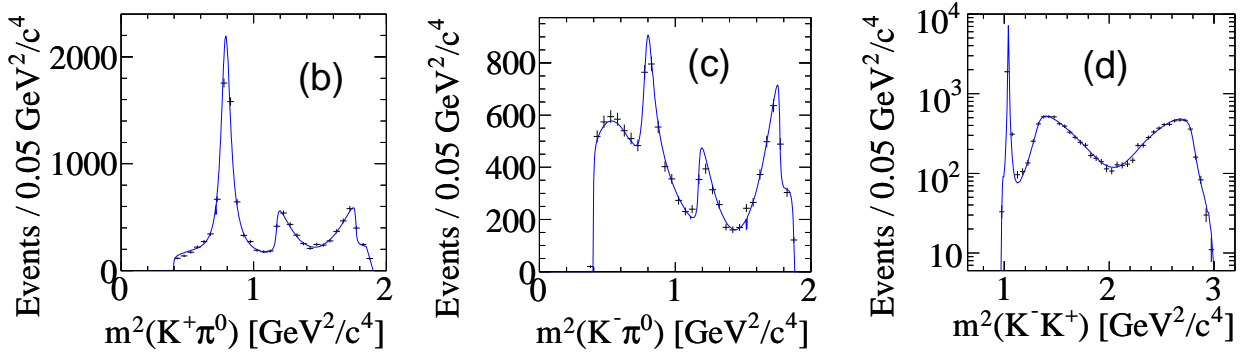 Events / 0.05 GeV²/c⁴
2000
1000
0
(b)
0 1 2
m²(K⁺π⁰) [GeV²/c⁴]
Events / 0.05 GeV²/c⁴
800
600
400
200
0
(c)
0 1 2
m²(K⁻π⁰) [GeV²/c⁴]
Events / 0.05 GeV²/c⁴
10⁴
10³
10²
10
(d)
1 2 3
m²(K⁻K⁺) [GeV²/c⁴]